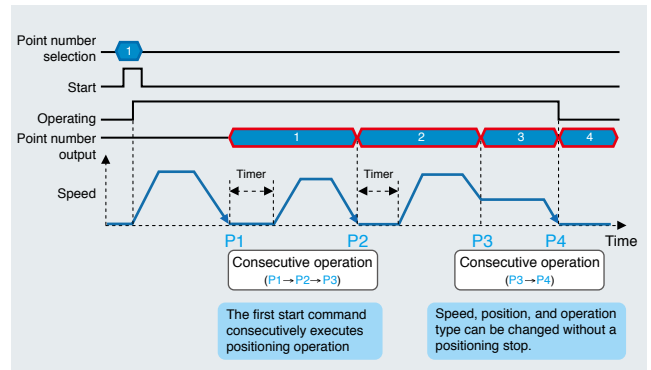 Point number
selection
1
Start
Operating
Point number
output
1 2 3 4
Speed
Timer Timer
P1 P2 P3 P4 Time
Consecutive operation
(P1→P2→P3)
Consecutive operation
(P3→P4)
The first start command
consecutively executes
positioning operation
Speed, position, and operation
type can be changed without a
positioning stop.